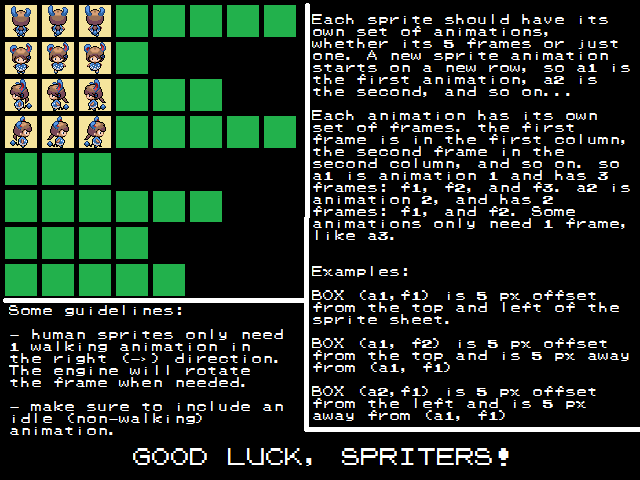 Each sprite should have its
own set of animations,
whether its 5 frames or just
one. A new sprite animation
starts on a new row, so a1 is
the first animation, a2 is
the second, and so on...
Each animation has its own
set of frames. the first
frame is in the first column,
the second frame in the
second column, and so on. so
a1 is animation 1 and has 3
frames: f1, f2, and f3. a2 is
animation 2, and has 2
frames: f1, and f2. Some
animations only need 1 frame,
like a3.
Examples:
BOX (a1,f1) is 5 px offset
from the top and left of the
sprite sheet.
BOX (a1, f2) is 5 px offset
from the top and is 5 px away
from (a1, f1)
BOX (a2,f1) is 5 px offset
from the left and is 5 px
away from (a1, f1)
Some guidelines:
- human sprites only need
1 walking animation in
the right (->) direction.
The engine will rotate
the frame when needed.
- make sure to include an
idle (non-walking)
animation.
GOOD LUCK, SPRITERS!